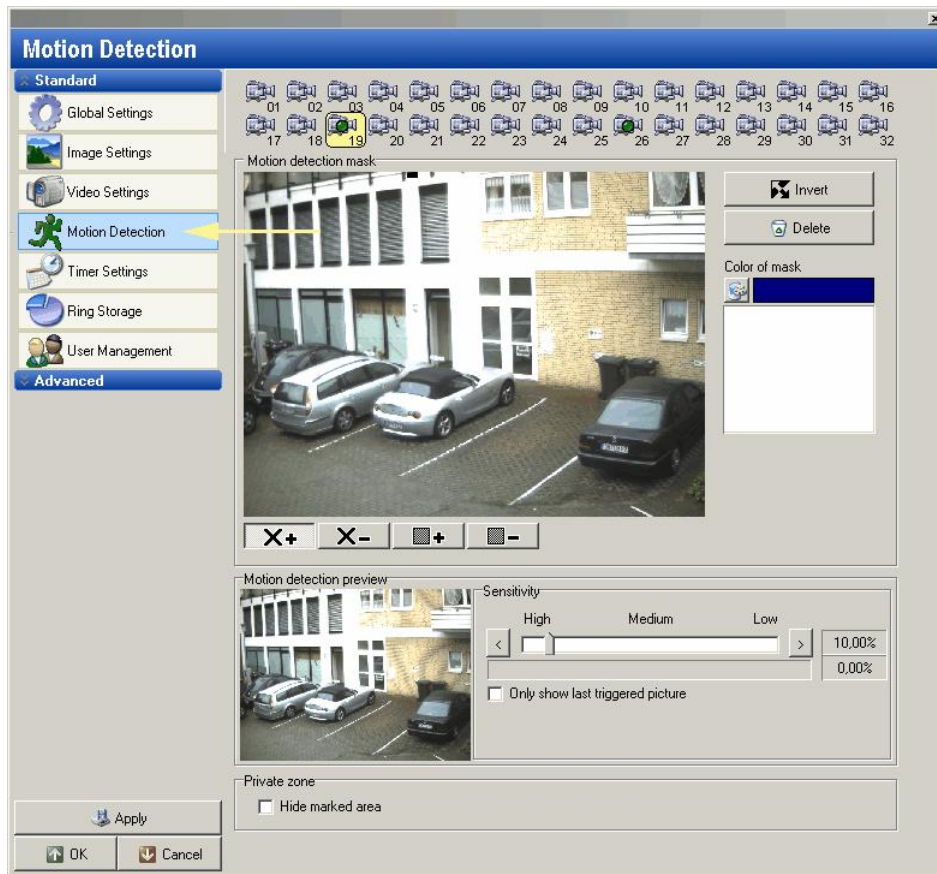 Motion Detection
Standard
Global Settings
Image Settings
Video Settings
Motion Detection
Timer Settings
Ring Storage
User Management
Advanced
01 02 03 04 05 06 07 08 09 10 11 12 13 14 15 16
17 18 19 20 21 22 23 24 25 26 27 28 29 30 31 32
Motion detection mask
Invert
Delete
Color of mask
X+ X- + -
Motion detection preview
Sensitivity
High Medium Low
< > 10,00%
0,00%
Only show last triggered picture
Private zone
Hide marked area
Apply
OK Cancel